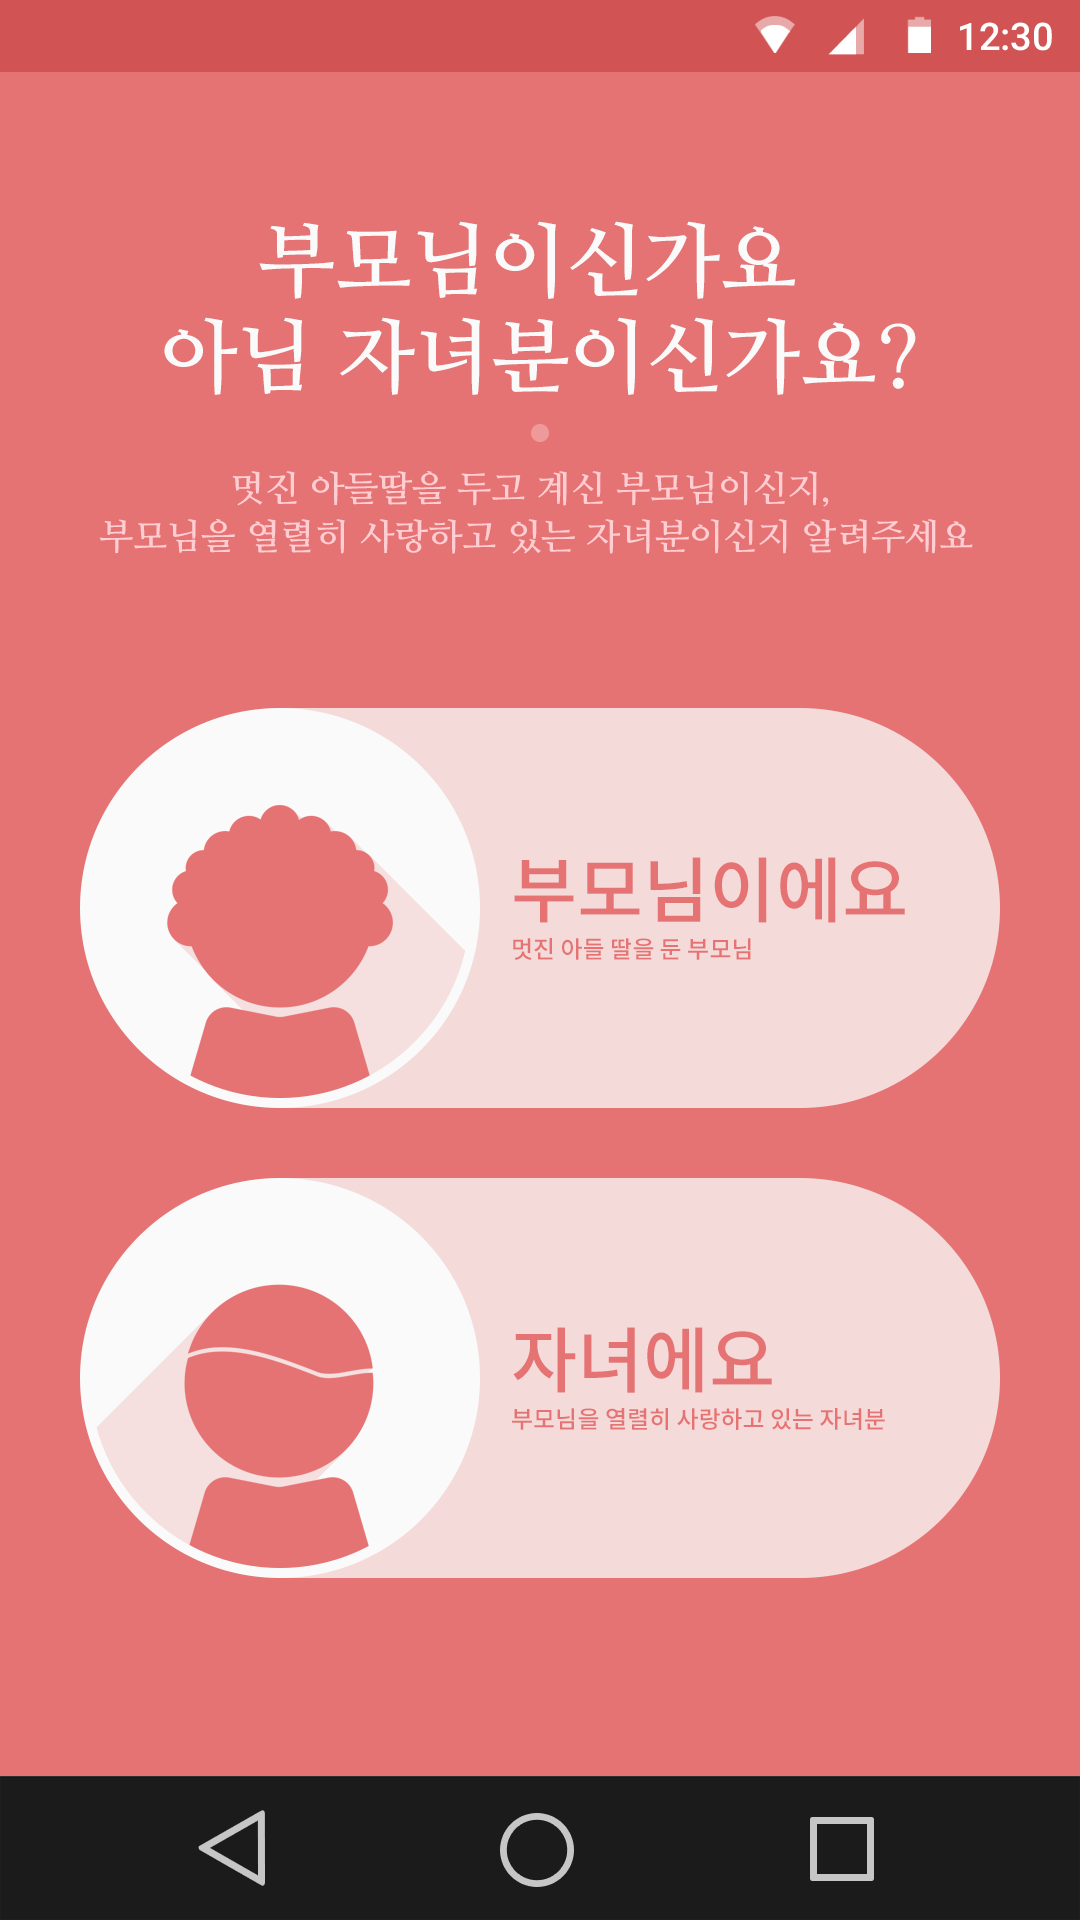 12:30
부모님이신가요
아님 자녀분이신가요?
멋진 아들딸을 두고 계신 부모님이신지,
부모님을 열렬히 사랑하고 있는 자녀분이신지 알려주세요
부모님이에요
멋진 아들 딸을 둔 부모님
자녀에요
부모님을 열렬히 사랑하고 있는 자녀분